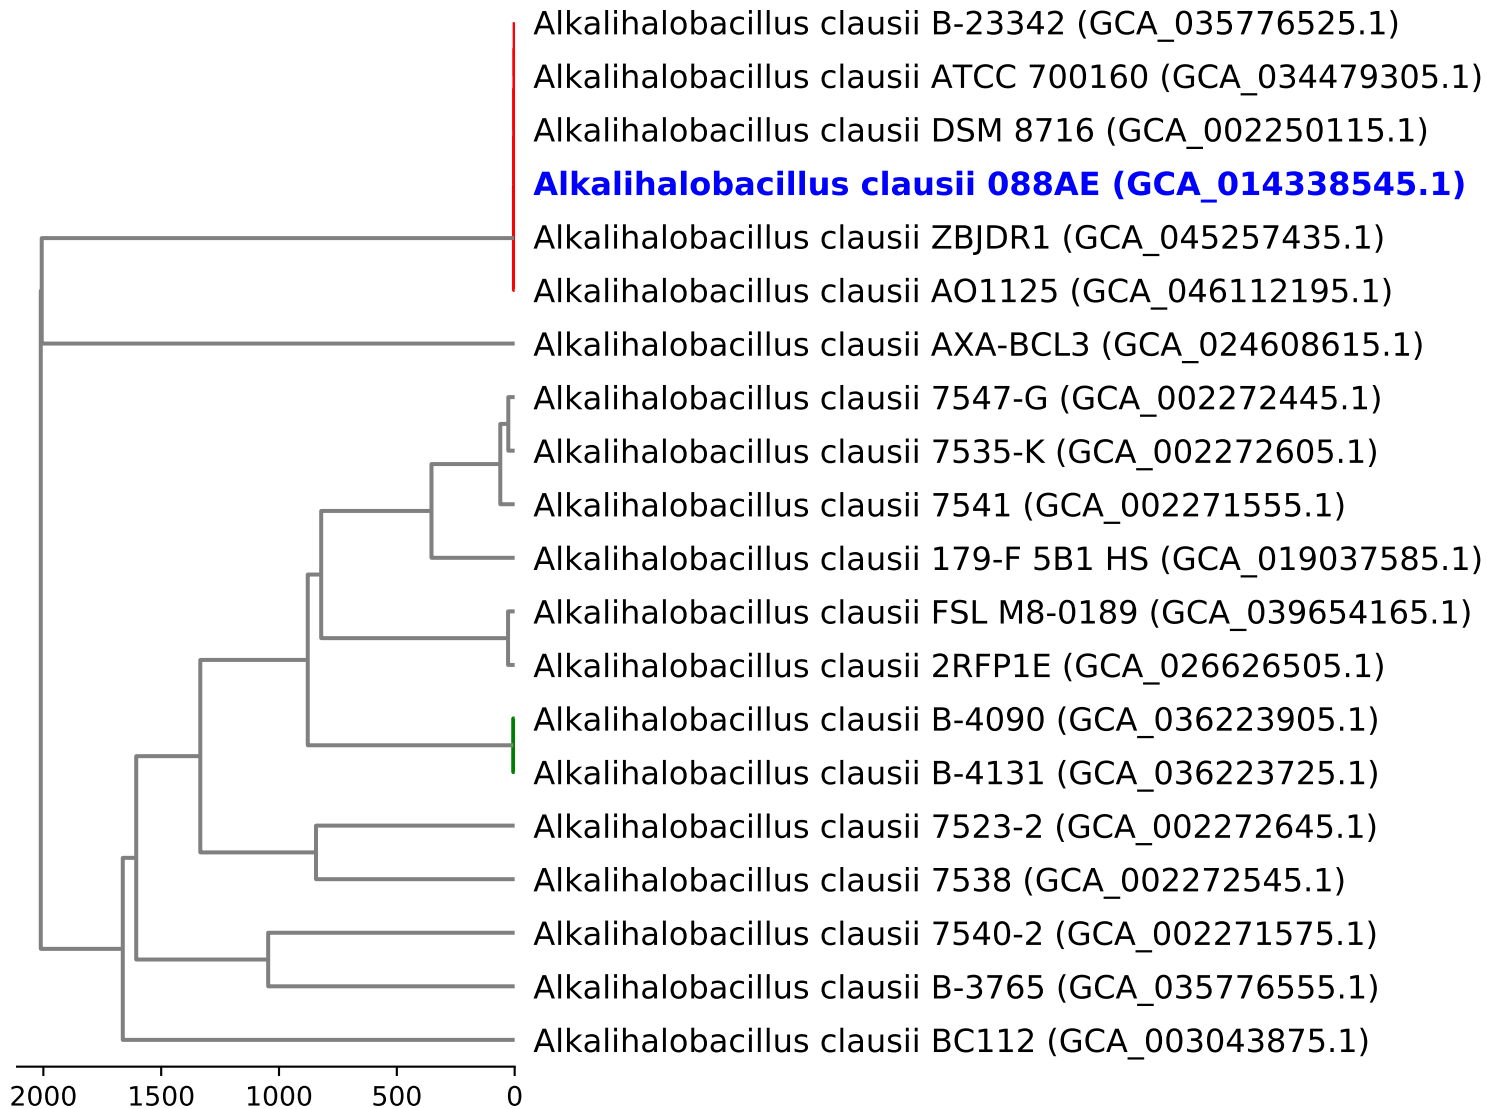 Alkalihalobacillus clausii B-23342 (GCA_035776525.1)
Alkalihalobacillus clausii ATCC 700160 (GCA_034479305.1)
Alkalihalobacillus clausii DSM 8716 (GCA_002250115.1)
Alkalihalobacillus clausii 088AE (GCA_014338545.1)
Alkalihalobacillus clausii ZBJDR1 (GCA_045257435.1)
Alkalihalobacillus clausii AO1125 (GCA_046112195.1)
Alkalihalobacillus clausii AXA-BCL3 (GCA_024608615.1)
Alkalihalobacillus clausii 7547-G (GCA_002272445.1)
Alkalihalobacillus clausii 7535-K (GCA_002272605.1)
Alkalihalobacillus clausii 7541 (GCA_002271555.1)
Alkalihalobacillus clausii 179-F 5B1 HS (GCA_019037585.1)
Alkalihalobacillus clausii FSL M8-0189 (GCA_039654165.1)
Alkalihalobacillus clausii 2RFP1E (GCA_026626505.1)
Alkalihalobacillus clausii B-4090 (GCA_036223905.1)
Alkalihalobacillus clausii B-4131 (GCA_036223725.1)
Alkalihalobacillus clausii 7523-2 (GCA_002272645.1)
Alkalihalobacillus clausii 7538 (GCA_002272545.1)
Alkalihalobacillus clausii 7540-2 (GCA_002271575.1)
Alkalihalobacillus clausii B-3765 (GCA_035776555.1)
Alkalihalobacillus clausii BC112 (GCA_003043875.1)
2000 1500 1000 500 0